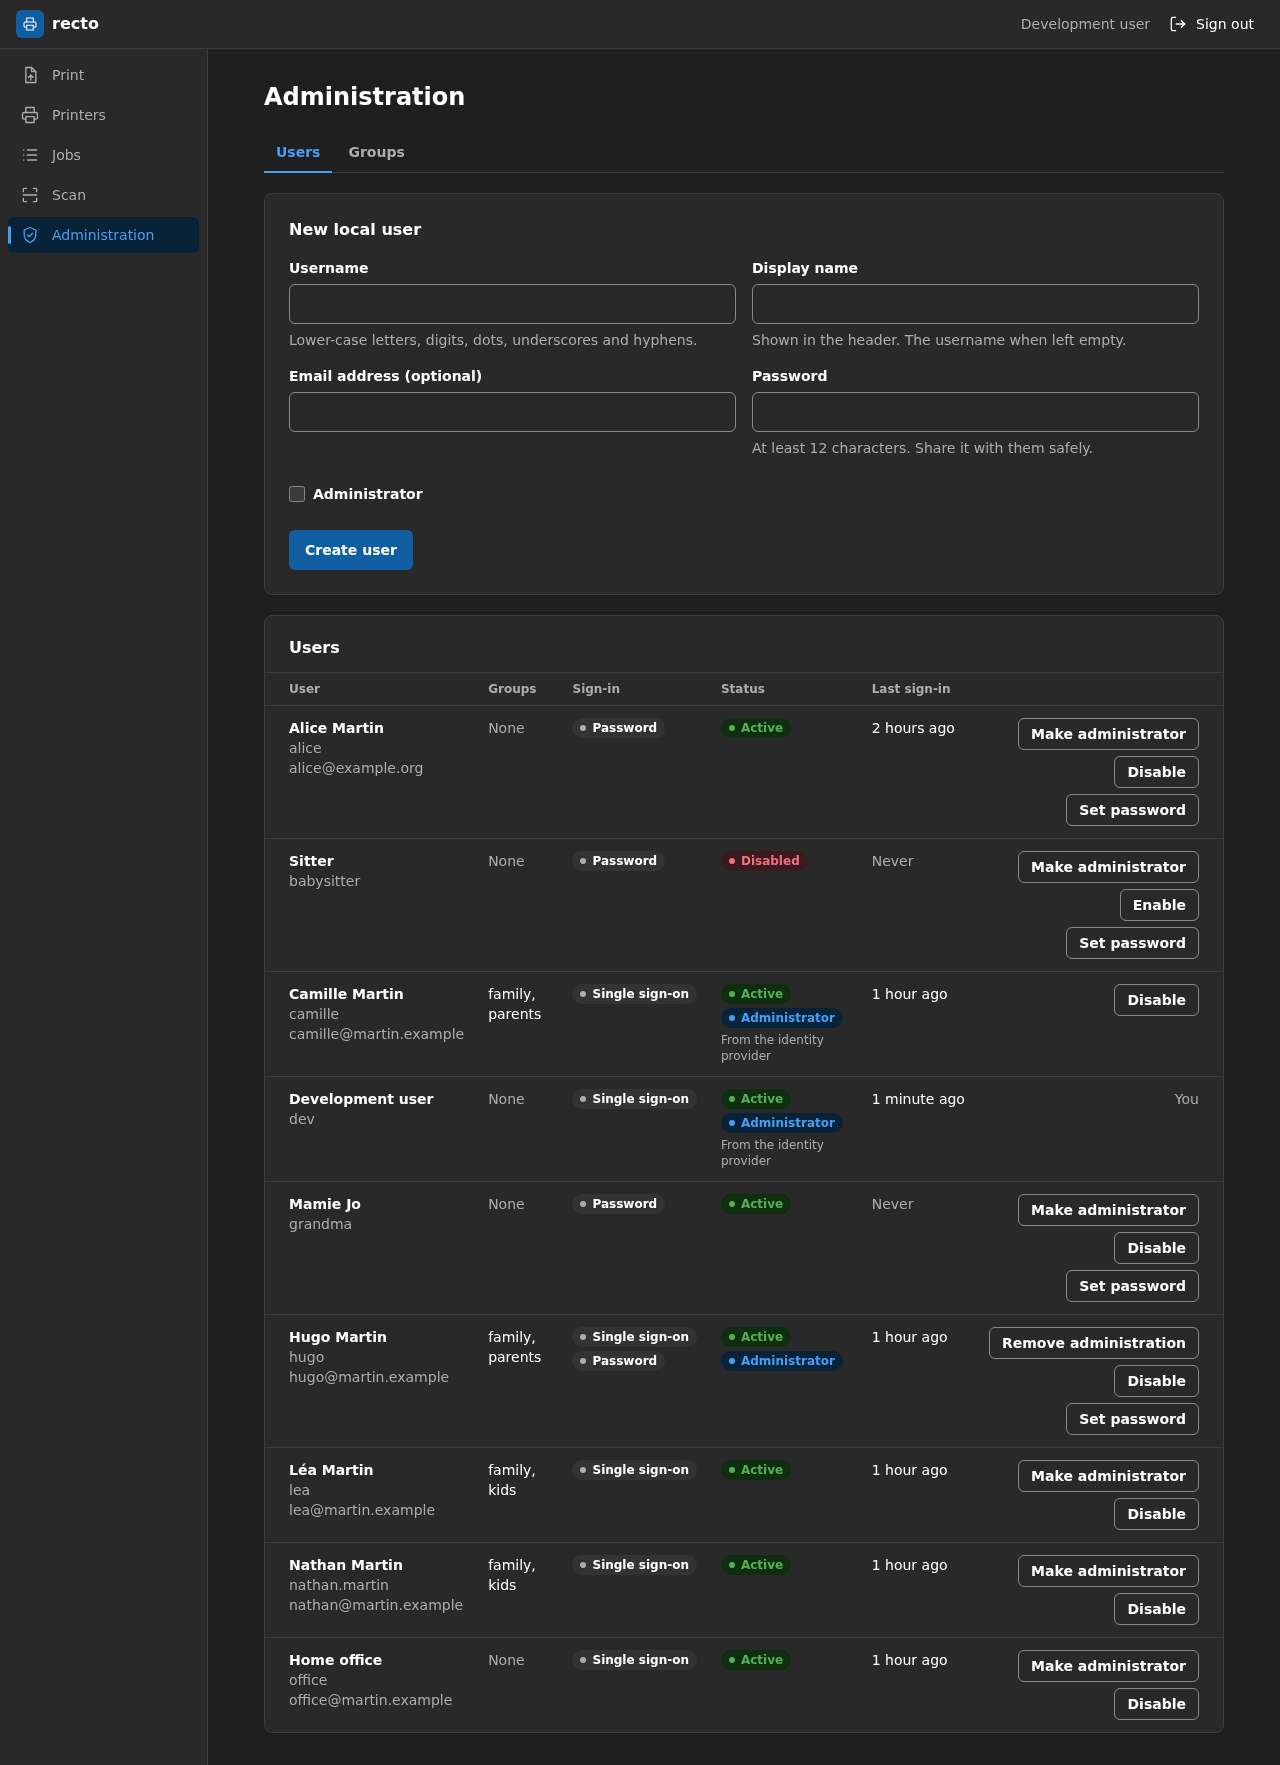 recto
Development user
Sign out
Print
Printers
Jobs
Scan
Administration
Administration
Users
Groups
New local user
Username
Display name
Lower-case letters, digits, dots, underscores and hyphens.
Shown in the header. The username when left empty.
Email address (optional)
Password
At least 12 characters. Share it with them safely.
Administrator
Create user
Users
User Groups Sign-in Status Last sign-in
Alice Martin None Password Active 2 hours ago Make administrator
alice
alice@example.org
Disable
Set password
Sitter None Password Disabled Never Make administrator
babysitter
Enable
Set password
Camille Martin family, Single sign-on Active 1 hour ago Disable
camille parents Administrator
camille@martin.example
From the identity
provider
Development user None Single sign-on Active 1 minute ago You
dev Administrator
From the identity
provider
Mamie Jo None Password Active Never Make administrator
grandma
Disable
Set password
Hugo Martin family, Single sign-on Active 1 hour ago Remove administration
hugo parents Password Administrator
hugo@martin.example
Disable
Set password
Léa Martin family, Single sign-on Active 1 hour ago Make administrator
lea kids
lea@martin.example
Disable
Nathan Martin family, Single sign-on Active 1 hour ago Make administrator
nathan.martin kids
nathan@martin.example
Disable
Home office None Single sign-on Active 1 hour ago Make administrator
office
office@martin.example
Disable